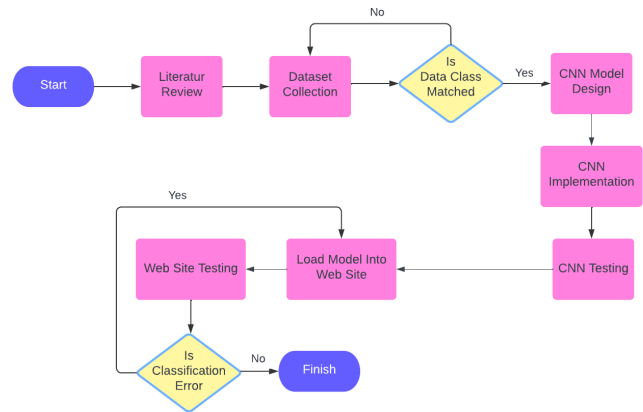 No
Start
Literatur
Review
Dataset
Collection
Is
Data Class
Matched
Yes
CNN Model
Design
CNN
Implementation
CNN Testing
Load Model Into
Web Site
Web Site Testing
Yes
Is
Classification
Error
No
Finish